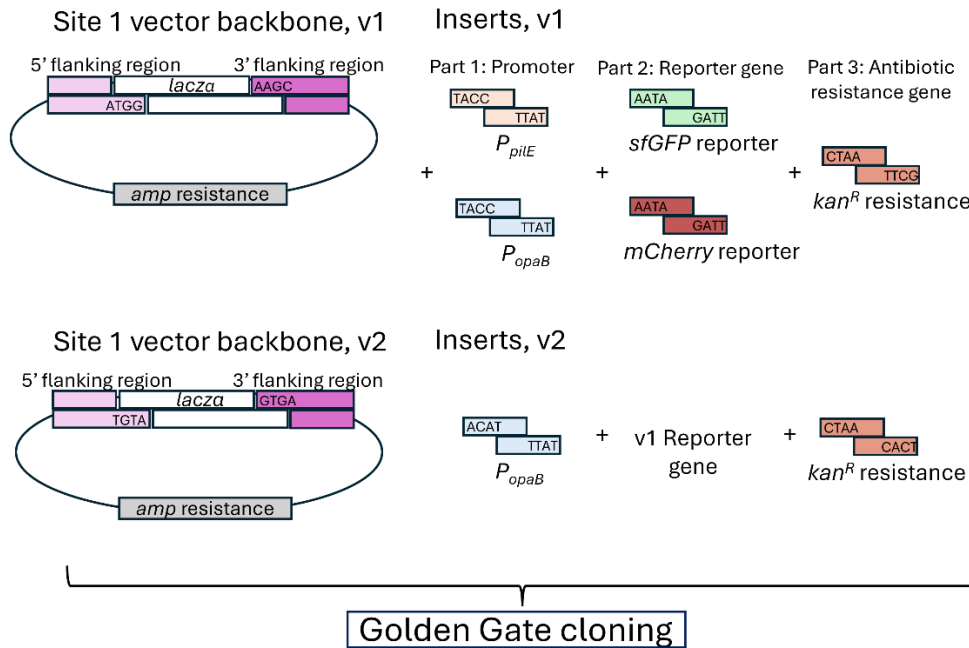 Site 1 vector backbone, v1
Inserts, v1
5' flanking region
3' flanking region
lacza
AAGC
ATGG
amp resistance
Part 1: Promoter
Part 2: Reporter gene
Part 3: Antibiotic
resistance gene
TACC
TTAT
PpilE
+
AATA
GATT
sfGFP reporter
+
CTAA
TTCG
kanR resistance
+
TACC
TTAT
PopaB
AATA
GATT
mCherry reporter
Site 1 vector backbone, v2
Inserts, v2
5' flanking region
3' flanking region
lacza
GTGA
TGTA
amp resistance
ACAT
TTAT
PopaB
+
v1 Reporter
gene
+
CTAA
CACT
kanR resistance
Golden Gate cloning